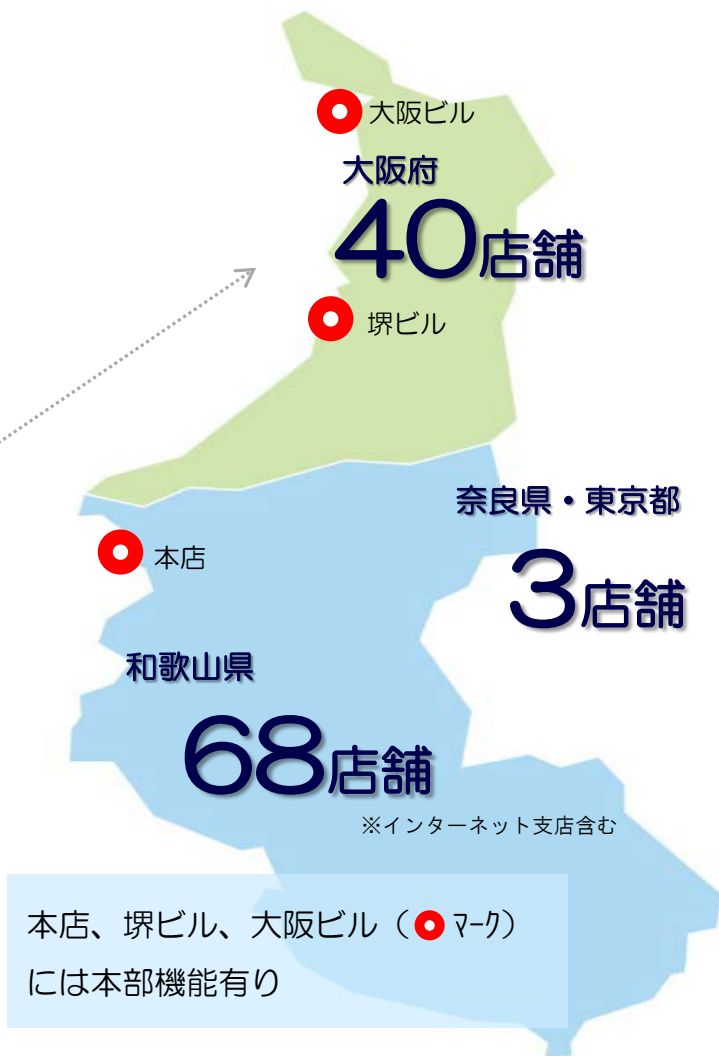 大阪ビル
大阪府
40店舗
堺ビル
奈良県・東京都
3店舗
本店
和歌山県
68店舗
※インターネット支店含む
本店、堺ビル、大阪ビル（ ﾏｰｸ）
には本部機能有り